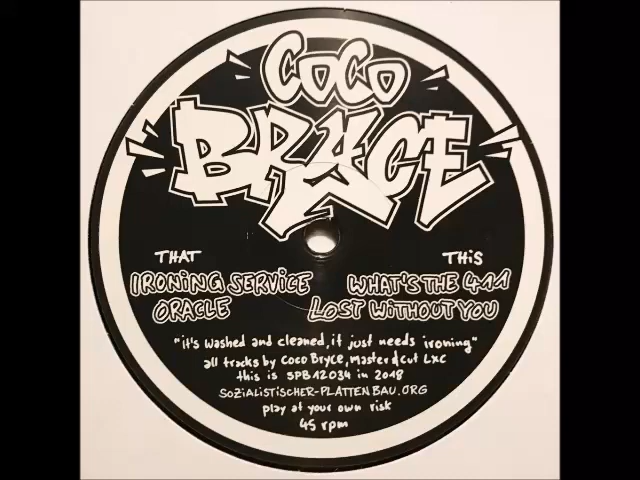 COCO
BRYCE
THAT THiS
IRONiNG SERViCE WHAT'S THE 411
ORACLE LOST WiTHOUT YOU
"it's washed and cleaned, it just needs ironing"
all tracks by Coco Bryce, master & cut LXC
this is SPB12034 in 2018
SOZiALiSTiSCHER-PLATTENBAU.ORG
play at your own risk
45 rpm